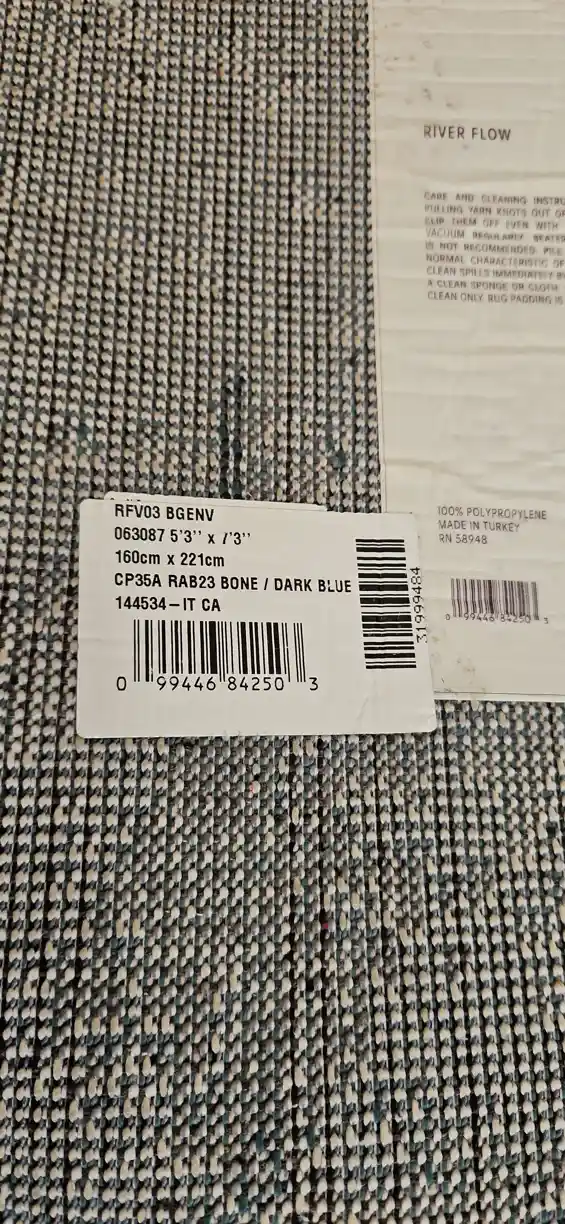 RIVER FLOW
CARE AND CLEANING INSTRU
PULLING YARN KNOTS OUT OF
CLIP THEM OFF EVEN WITH
VACUUM REGULARLY. BEATER
IS NOT RECOMMENDED. PILE
NORMAL CHARACTERISTIC OF
CLEAN SPILLS IMMEDIATELY B
A CLEAN SPONGE OR CLOTH
CLEAN ONLY. RUG PADDING IS
100% POLYPROPYLENE
MADE IN TURKEY
RN 58948
0 99446 84250 3
RFV03 BGENV
063087 5'3'' x 7'3''
160cm x 221cm
CP35A RAB23 BONE / DARK BLUE
144534-IT CA
0 99446 84250 3
31999484